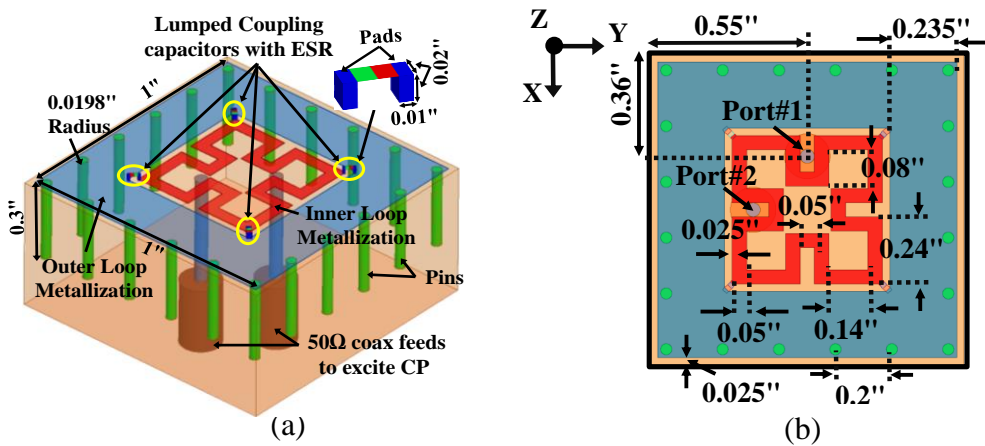 Lumped Coupling
capacitors with ESR
Pads
0.02"
0.01"
1"
0.0198"
Radius
0.3"
Inner Loop
Metallization
1"
Outer Loop
Metallization
Pins
50Ω coax feeds
to excite CP
(a)
Z
Y
X
0.55"
0.235"
0.36"
Port#1
0.08"
Port#2
0.05"
0.025"
0.24"
0.05"
0.14"
0.025"
0.2"
(b)